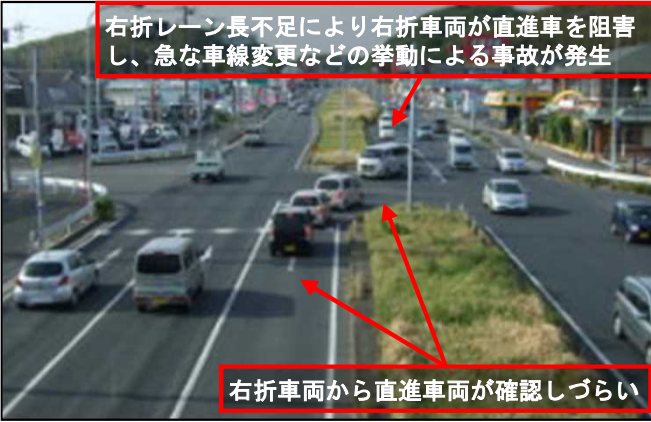 右折レーン長不足により右折車両が直進車を阻害
し、急な車線変更などの挙動による事故が発生
右折車両から直進車両が確認しづらい